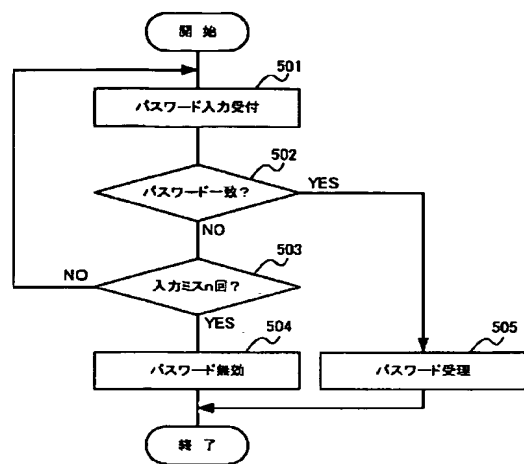 開 始
501
パスワード入力受付
502
パスワード一致?
YES
NO
503
入力ミスn回?
NO
YES
504
パスワード無効
505
パスワード受理
終 了